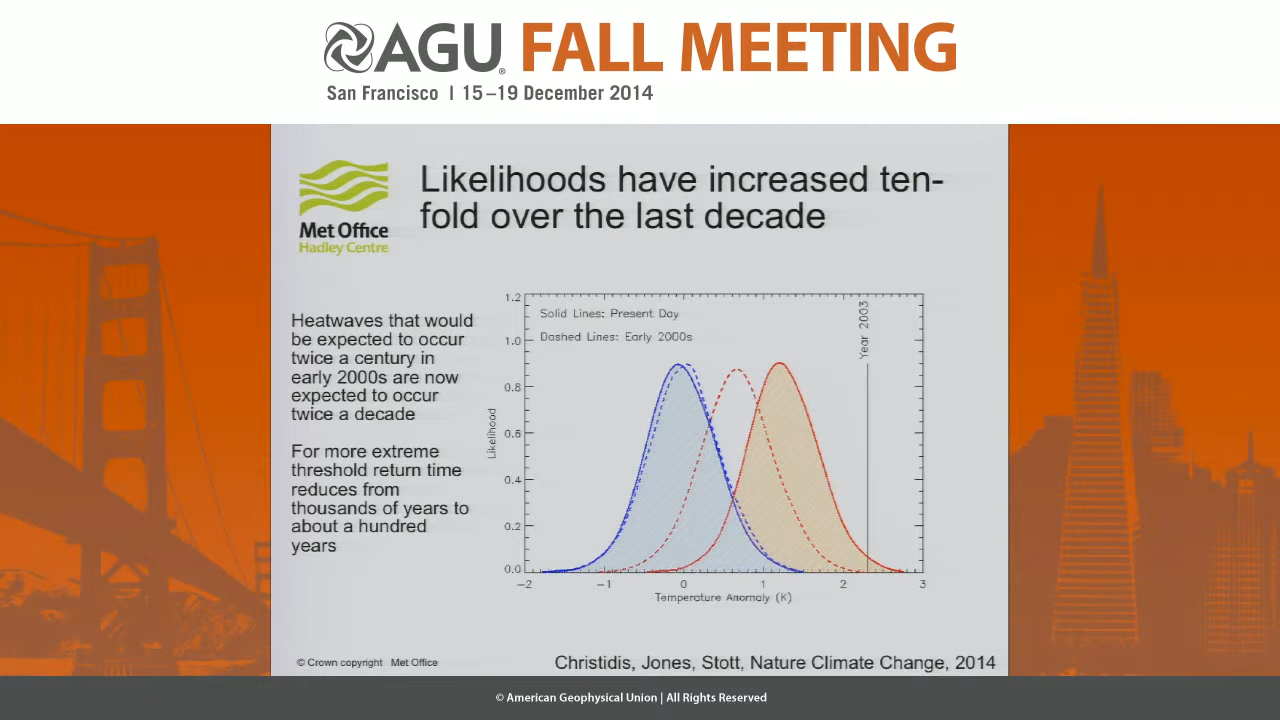 AGU® FALL MEETING
San Francisco | 15–19 December 2014
Met Office
Hadley Centre
Likelihoods have increased ten-
fold over the last decade
Heatwaves that would
be expected to occur
twice a century in
early 2000s are now
expected to occur
twice a decade
For more extreme
threshold return time
reduces from
thousands of years to
about a hundred
years
Solid Lines: Present Day
Dashed Lines: Early 2000s
Year 2003
Likelihood
1.2
1.0
0.8
0.6
0.4
0.2
0.0
−2 −1 0 1 2 3
Temperature Anomaly (K)
© Crown copyright Met Office
Christidis, Jones, Stott, Nature Climate Change, 2014
© American Geophysical Union | All Rights Reserved